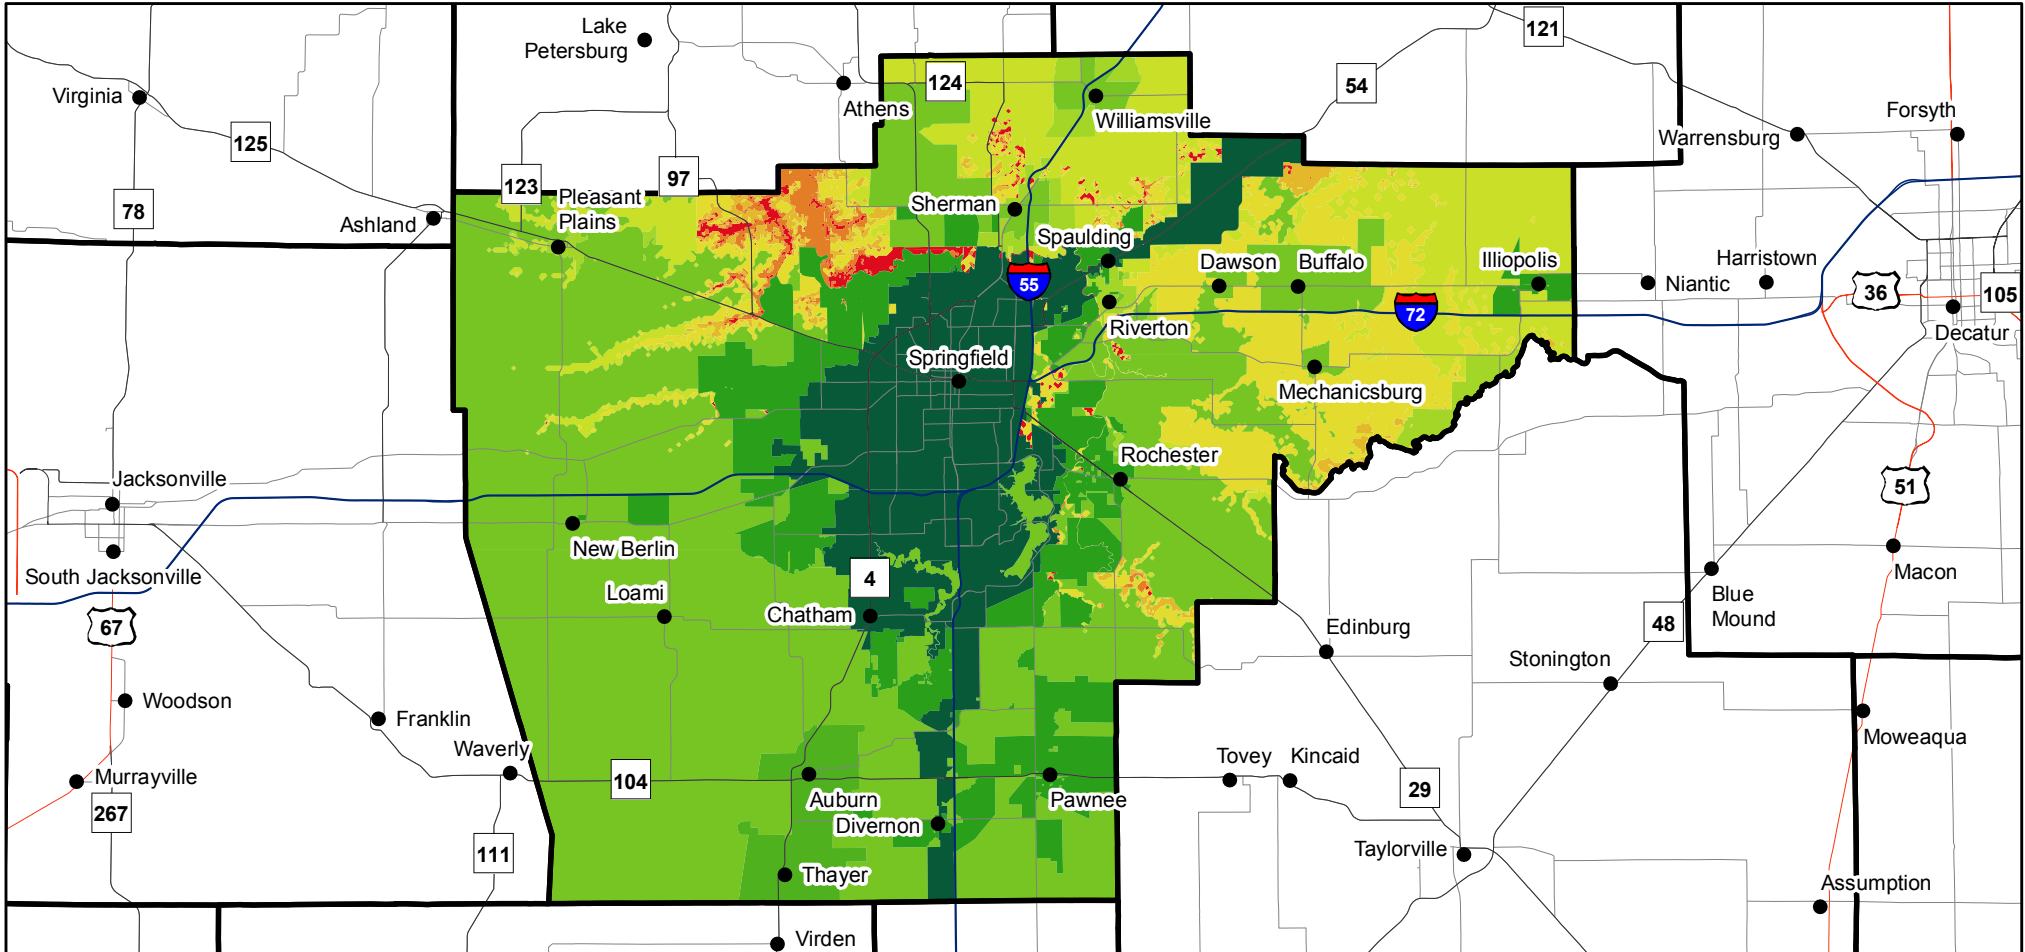 Lake
Petersburg
121
124
54
Virginia
Athens
Williamsville
Forsyth
125
Warrensburg
123
97
Pleasant
Plains
78
Ashland
Sherman
Spaulding
Dawson
Buffalo
Illiopolis
Harristown
55
Niantic
36
105
72
Riverton
Decatur
Springfield
Mechanicsburg
Rochester
Jacksonville
51
New Berlin
South Jacksonville
4
Macon
Loami
Blue
Mound
Chatham
67
Edinburg
48
Stonington
Woodson
Franklin
Waverly
Moweaqua
Tovey
Kincaid
Murrayville
104
29
267
Auburn
Pawnee
Divernon
111
Taylorville
Thayer
Assumption
Virden